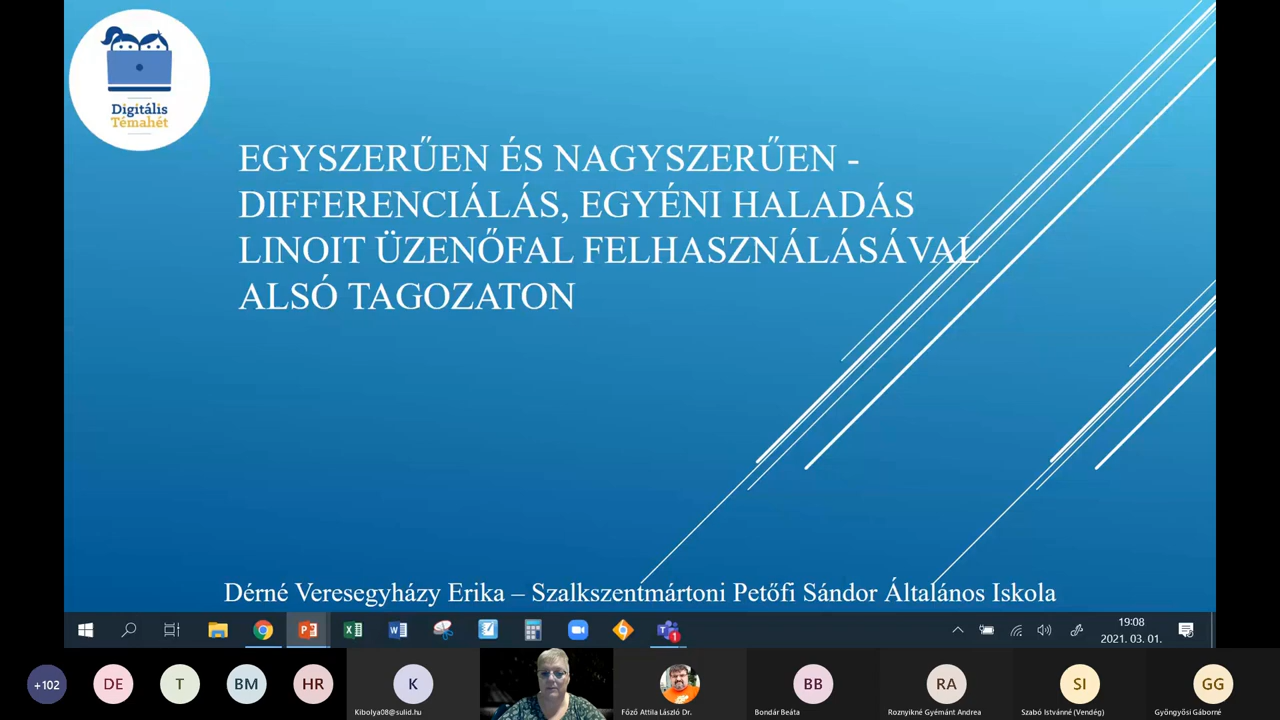 Digitális
Témahét
EGYSZERŰEN ÉS NAGYSZERŰEN -
DIFFERENCIÁLÁS, EGYÉNI HALADÁS
LINOIT ÜZENŐFAL FELHASZNÁLÁSÁVAL
ALSÓ TAGOZATON
Dérné Veresegyházy Erika – Szalkszentmártoni Petőfi Sándor Általános Iskola
19:08
2021. 03. 01.
+102
DE
T
BM
HR
K
BB
RA
SI
GG
Kibolya08@sulid.hu
Főző Attila László Dr.
Bondár Beáta
Roznyikné Gyémánt Andrea
Szabó Istvánné (Vendég)
Gyöngyösi Gáborné